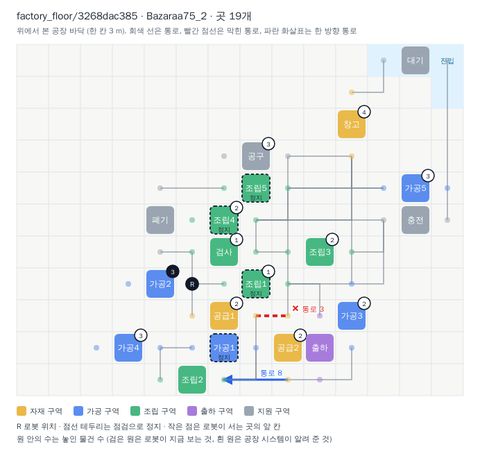 factory_floor/3268dac385 · Bazaraa75_2 · 곳 19개
위에서 본 공장 바닥 (한 칸 3 m). 회색 선은 통로, 빨간 점선은 막힌 통로, 파란 화살표는 한 방향 통로
대기
4
창고
3
공구
조립5
3
가공5
2
조립4
정지
폐기
충전
1
검사
2
조립3
3
가공2
R
1
조립1
정지
2
공급1
✕ 통로 3
2
가공3
3
가공4
가공1
정지
2
공급2
출하
조립2
통로 8
자재 구역
가공 구역
조립 구역
출하 구역
지원 구역
R 로봇 위치 · 점선 테두리는 점검으로 정지 · 작은 점은 로봇이 서는 곳의 앞 칸
원 안의 수는 놓인 물건 수 (검은 원은 로봇이 지금 보는 것, 흰 원은 공장 시스템이 알려 준 것)